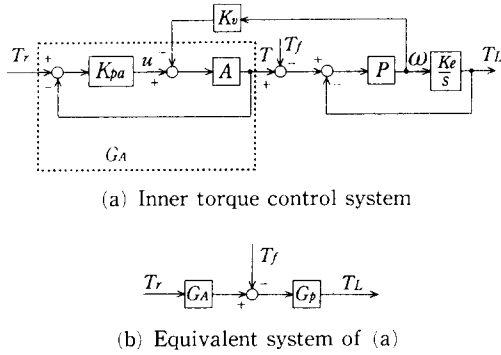 Kv
Tr + - Kpa u - + A T Tf + - + - P ω Ke/s TL
GA
(a) Inner torque control system
Tf
Tr GA + - Gp TL
(b) Equivalent system of (a)